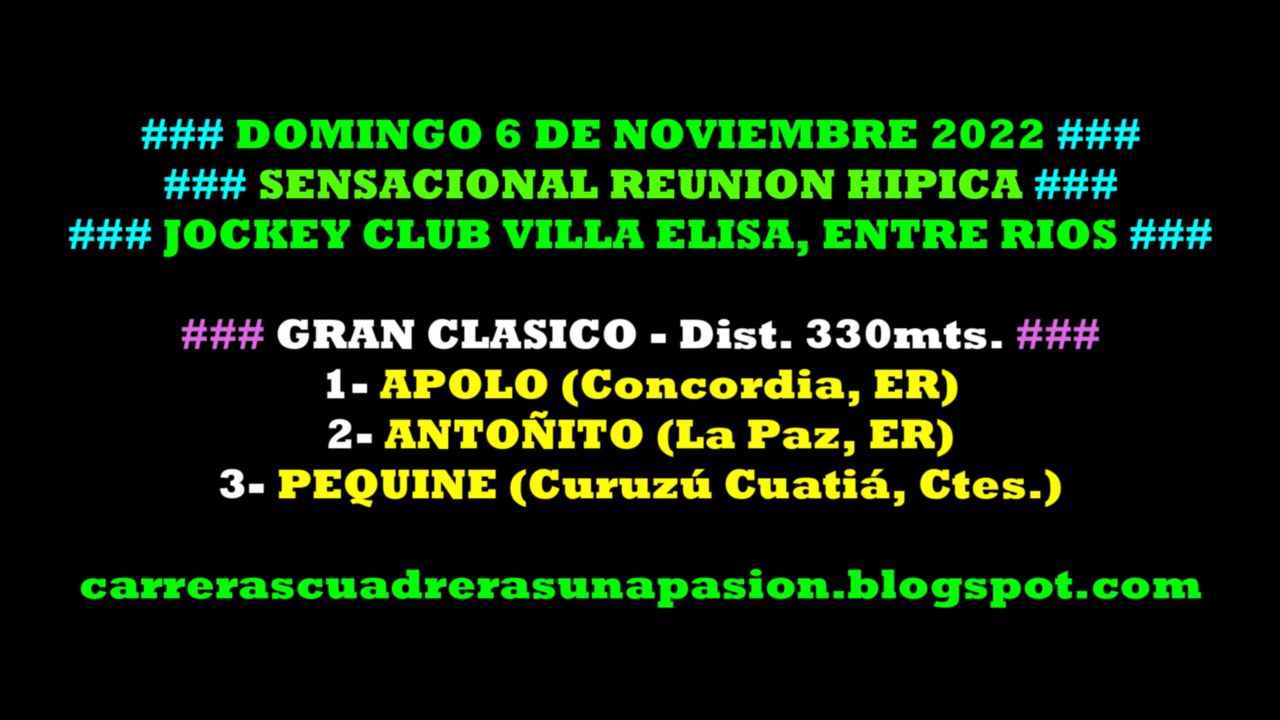 ### DOMINGO 6 DE NOVIEMBRE 2022 ###
### SENSACIONAL REUNION HIPICA ###
### JOCKEY CLUB VILLA ELISA, ENTRE RIOS ###
### GRAN CLASICO - Dist. 330mts. ###
1- APOLO (Concordia, ER)
2- ANTOÑITO (La Paz, ER)
3- PEQUINE (Curuzú Cuatiá, Ctes.)
carrerascuadrerasunapasion.blogspot.com